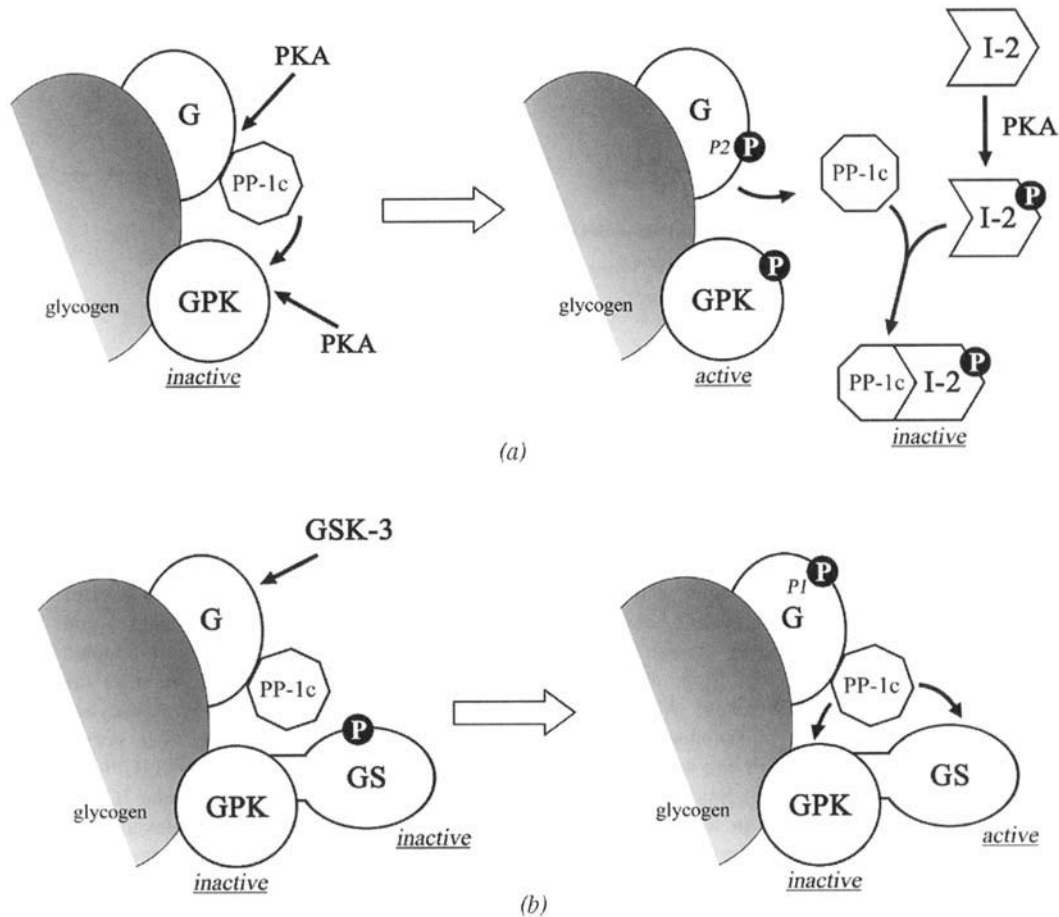 PKA
G
PP-1c
glycogen
GPK
PKA
inactive
G
P2
P
P
glycogen
GPK
active
PP-1c
I-2
PKA
I-2
P
PP-1c
I-2
P
inactive
(a)
GSK-3
G
PP-1c
P
GS
glycogen
GPK
inactive
inactive
P1
P
G
PP-1c
glycogen
GPK
GS
active
inactive
(b)